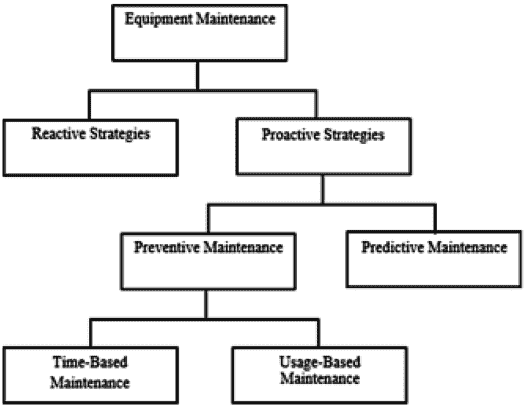 Equipment Maintenance
Reactive Strategies
Proactive Strategies
Preventive Maintenance
Predictive Maintenance
Time-Based
Maintenance
Usage-Based
Maintenance